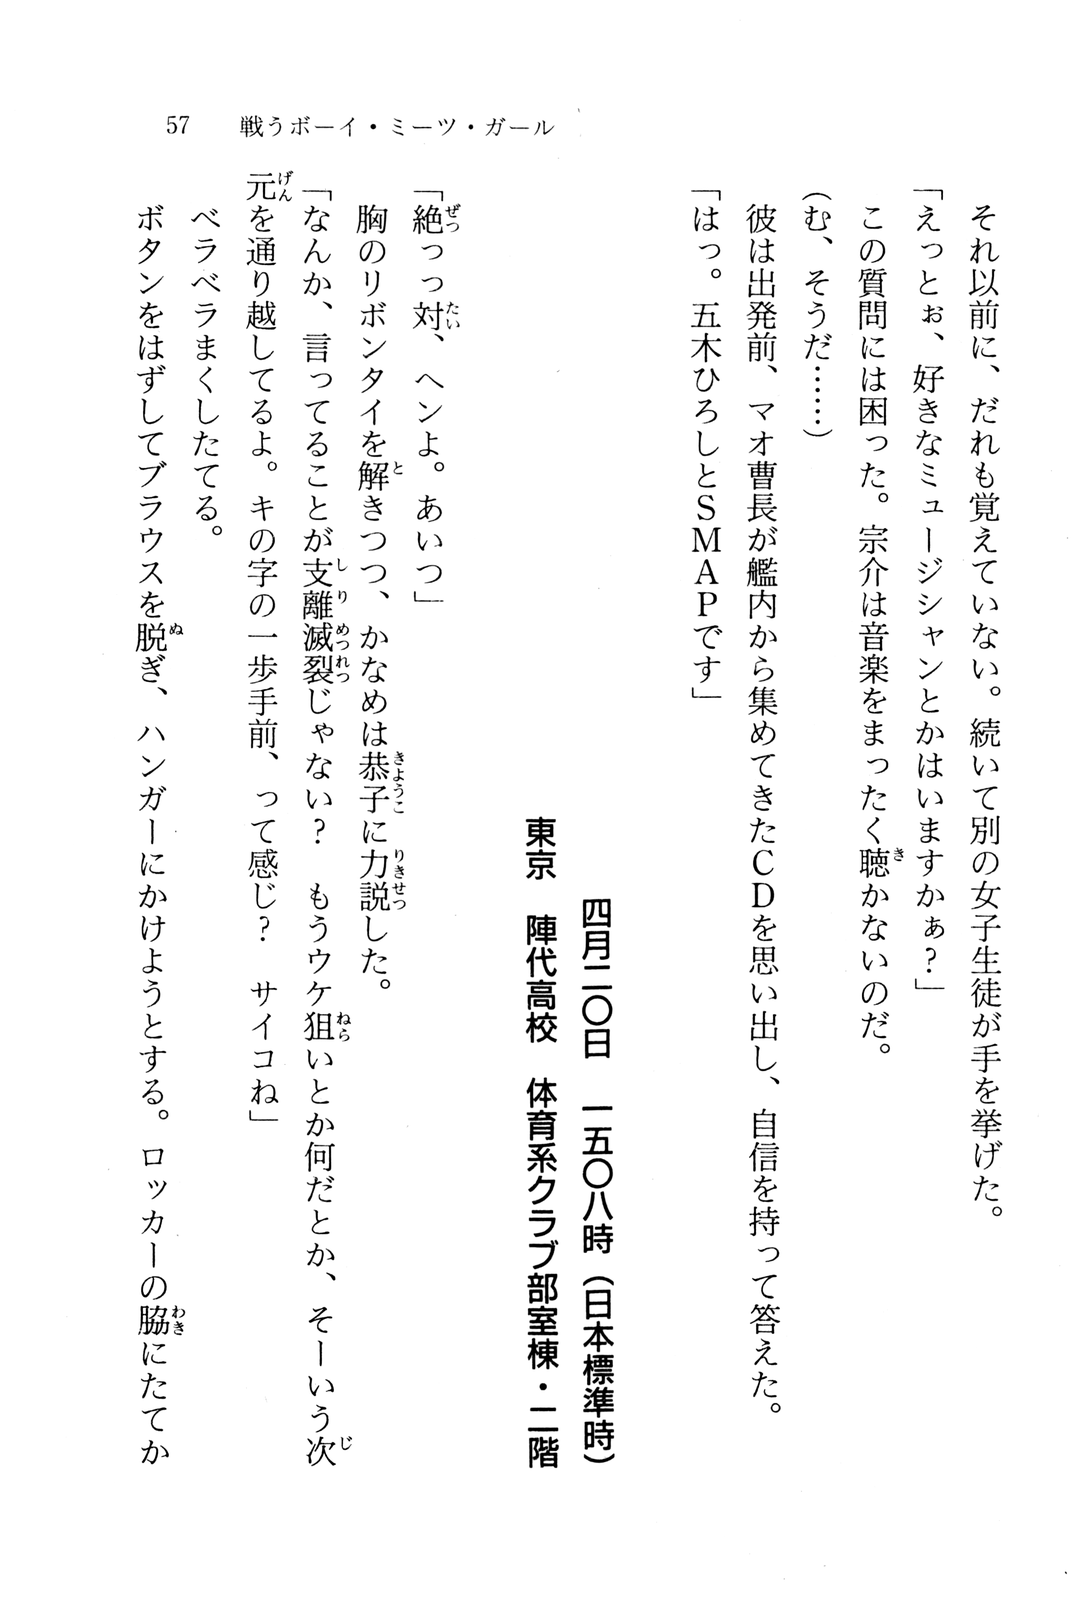 57　戦うボーイ・ミーツ・ガール
それ以前に、だれも覚えていない。続いて別の女子生徒が手を挙げた。
「えっとぉ、好きなミュージシャンとかはいますかぁ？」
この質問には困った。宗介は音楽をまったく聴かないのだ。
（む、そうだ……）
彼は出発前、マオ曹長が艦内から集めてきたＣＤを思い出し、自信を持って答えた。
「はっ。五木ひろしとＳＭＡＰです」
四月二〇日　一五〇八時（日本標準時）
東京　陣代高校　体育系クラブ部室棟・二階
「絶っっ対、ヘンよ。あいつ」
胸のリボンタイを解きつつ、かなめは恭子に力説した。
「なんか、言ってることが支離滅裂じゃない？　もうウケ狙いとか何だとか、そーいう次
元を通り越してるよ。キの字の一歩手前、って感じ？　サイコね」
ベラベラまくしたてる。
ボタンをはずしてブラウスを脱ぎ、ハンガーにかけようとする。ロッカーの脇にたてか